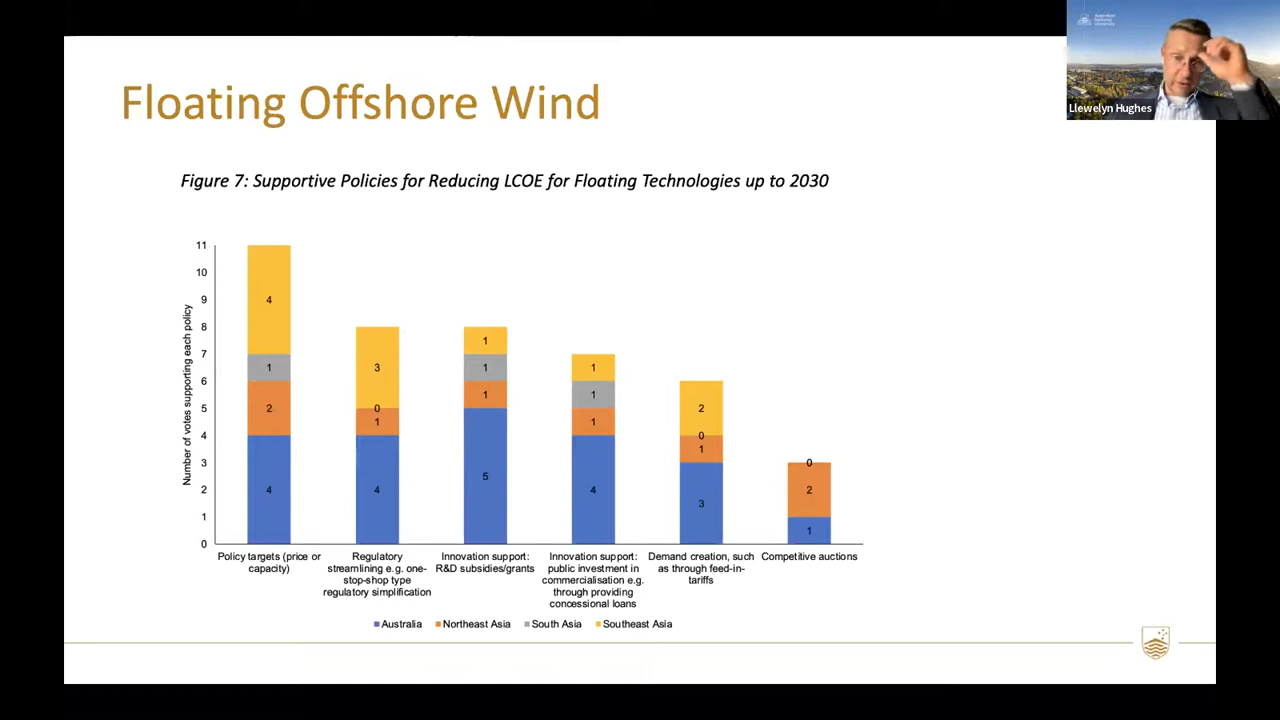 Floating Offshore Wind
Australian
National
University
Llewelyn Hughes
Figure 7: Supportive Policies for Reducing LCOE for Floating Technologies up to 2030
Number of votes supporting each policy
11
10
9
8
7
6
5
4
3
2
1
0
4
1
2
4
3
0
1
4
1
1
1
5
1
1
1
4
2
0
1
3
0
2
1
Policy targets (price or
capacity)
Regulatory
streamlining e.g. one-
stop-shop type
regulatory simplification
Innovation support:
R&D subsidies/grants
Innovation support:
public investment in
commercialisation e.g.
through providing
concessional loans
Demand creation, such
as through feed-in-
tariffs
Competitive auctions
Australia Northeast Asia South Asia Southeast Asia